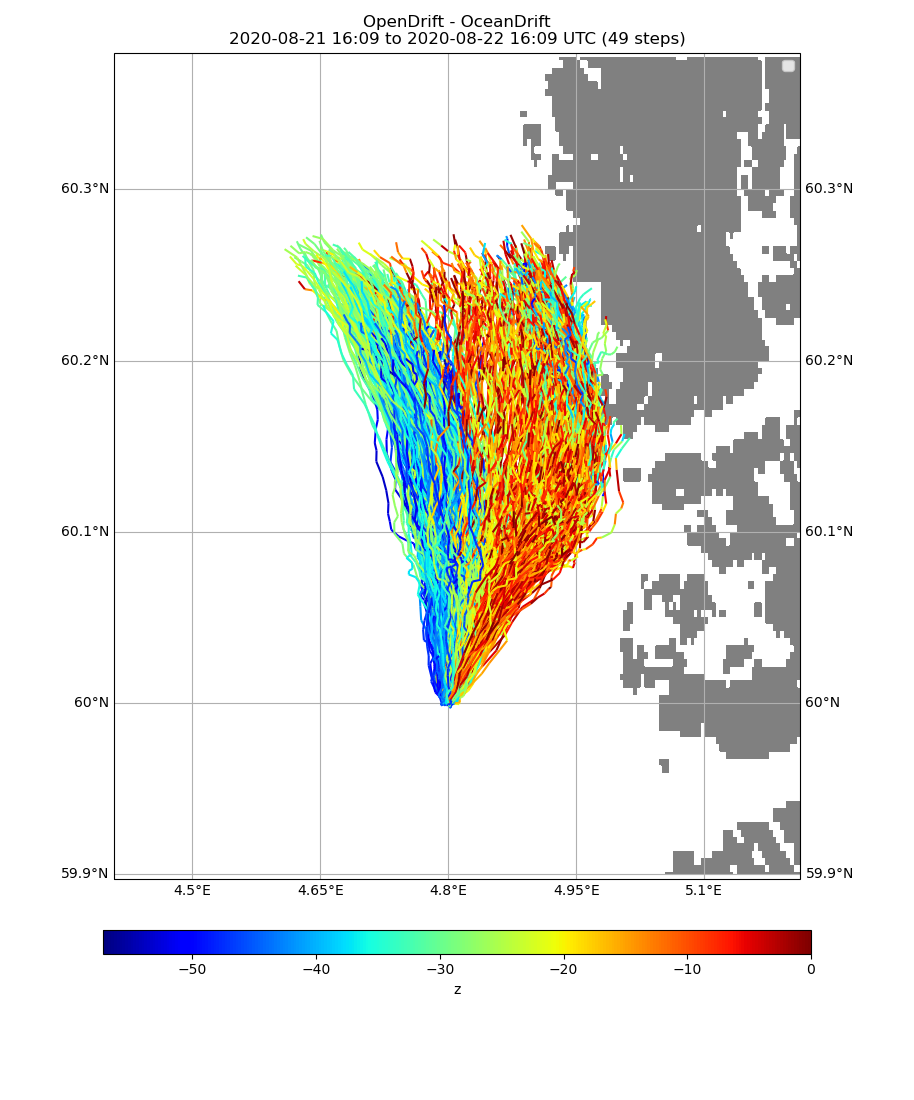 OpenDrift - OceanDrift
2020-08-21 16:09 to 2020-08-22 16:09 UTC (49 steps)
60.3°N 60.3°N
60.2°N 60.2°N
60.1°N 60.1°N
60°N 60°N
59.9°N 59.9°N
4.5°E 4.65°E 4.8°E 4.95°E 5.1°E
−50 −40 −30 −20 −10 0
z